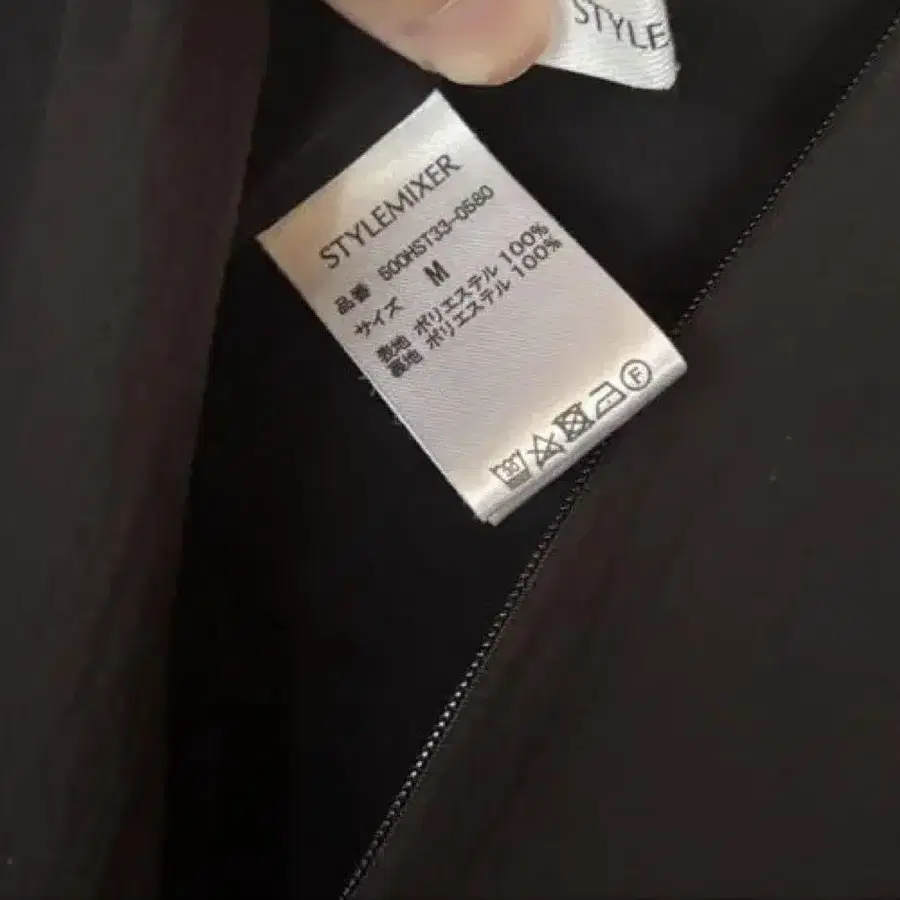 STYLE
STYLEMIXER
品番 600HST33-0580
サイズ M
表地 ポリエステル 100%
裏地 ポリエステル 100%
F